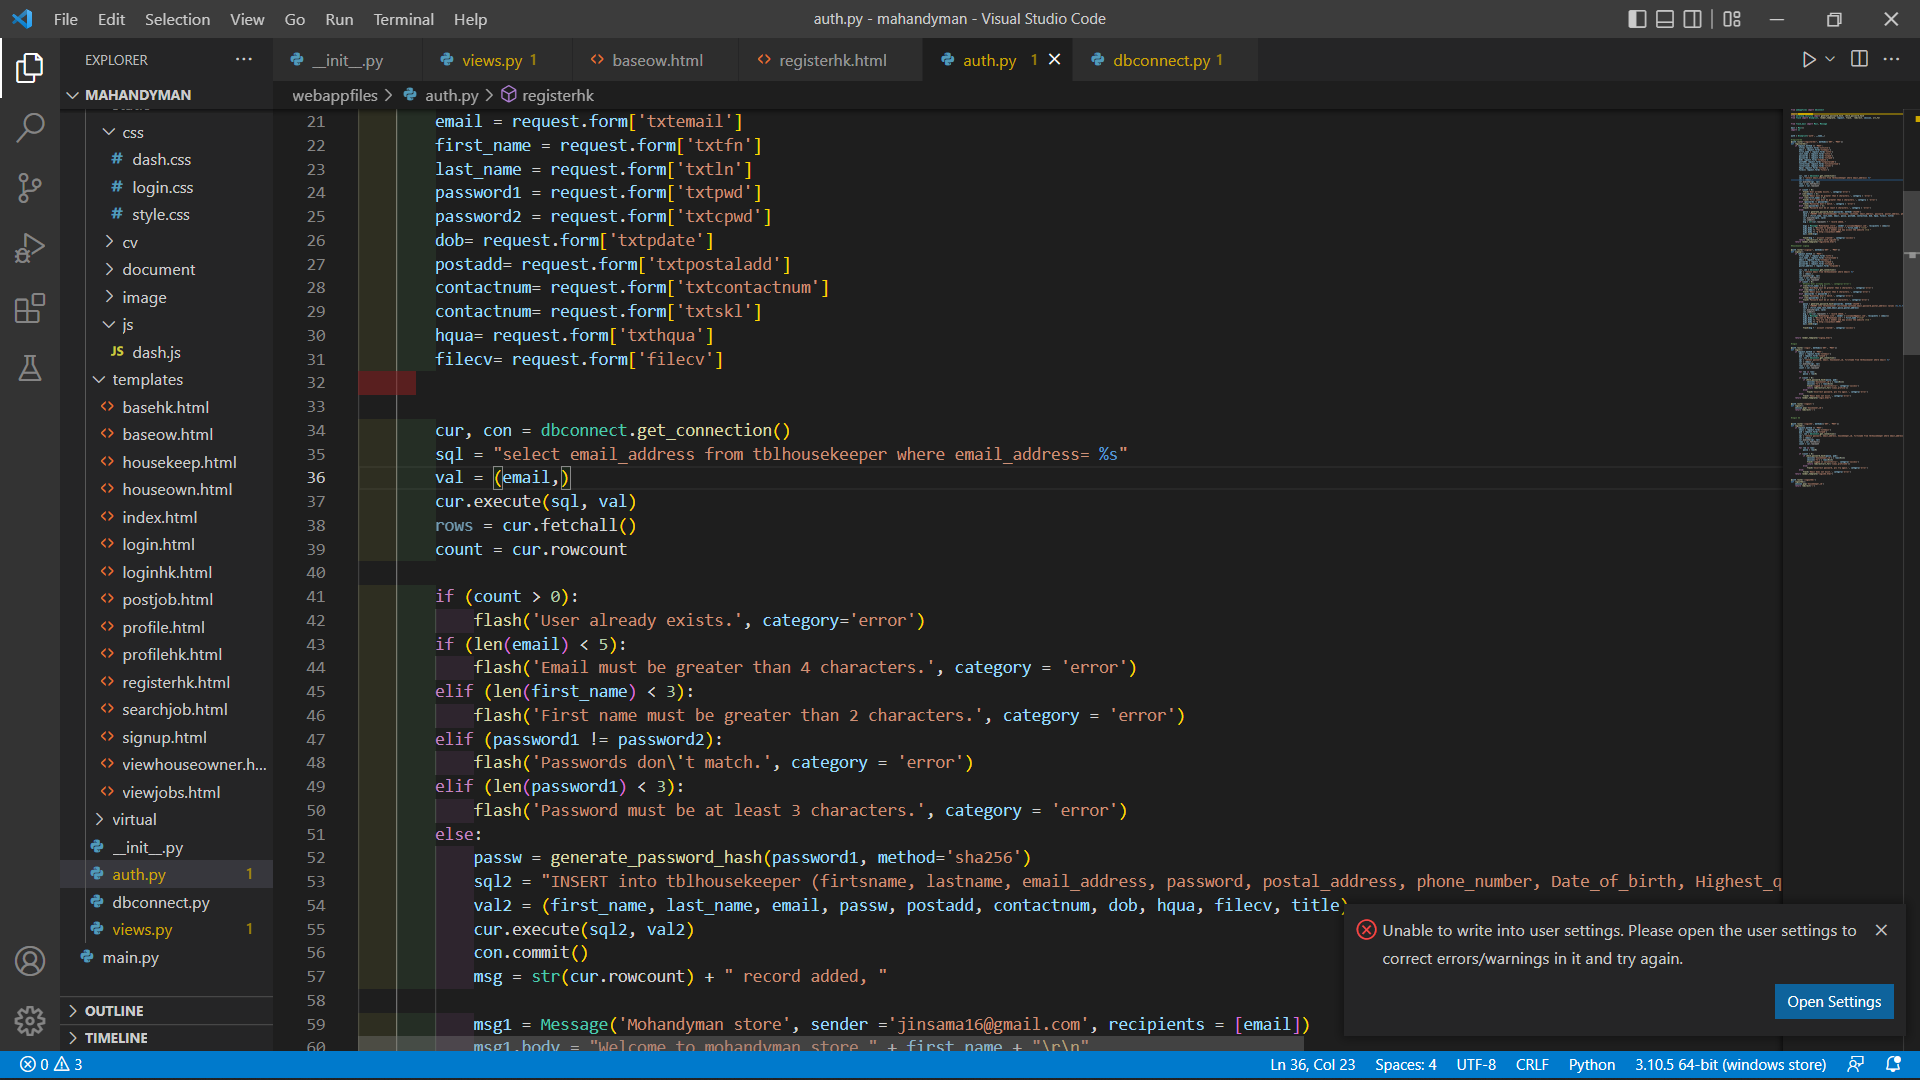 File Edit Selection View Go Run Terminal Help
auth.py - mahandyman - Visual Studio Code
EXPLORER
__init__.py
views.py 1
baseow.html
registerhk.html
auth.py 1
dbconnect.py 1
MAHANDYMAN
webappfiles > auth.py > registerhk
css
# dash.css
# login.css
# style.css
cv
document
image
js
JS dash.js
templates
basehk.html
baseow.html
housekeep.html
houseown.html
index.html
login.html
loginhk.html
postjob.html
profile.html
profilehk.html
registerhk.html
searchjob.html
signup.html
viewhouseowner.h...
viewjobs.html
virtual
__init__.py
auth.py 1
dbconnect.py
views.py 1
main.py
OUTLINE
TIMELINE
21 email = request.form['txtemail']
22 first_name = request.form['txtfn']
23 last_name = request.form['txtln']
24 password1 = request.form['txtpwd']
25 password2 = request.form['txtcpwd']
26 dob= request.form['txtpdate']
27 postadd= request.form['txtpostaladd']
28 contactnum= request.form['txtcontactnum']
29 contactnum= request.form['txtskl']
30 hqua= request.form['txthqua']
31 filecv= request.form['filecv']
32
33
34 cur, con = dbconnect.get_connection()
35 sql = "select email_address from tblhousekeeper where email_address= %s"
36 val = (email,)
37 cur.execute(sql, val)
38 rows = cur.fetchall()
39 count = cur.rowcount
40
41 if (count > 0):
42 flash('User already exists.', category='error')
43 if (len(email) < 5):
44 flash('Email must be greater than 4 characters.', category = 'error')
45 elif (len(first_name) < 3):
46 flash('First name must be greater than 2 characters.', category = 'error')
47 elif (password1 != password2):
48 flash('Passwords don\'t match.', category = 'error')
49 elif (len(password1) < 3):
50 flash('Password must be at least 3 characters.', category = 'error')
51 else:
52 passw = generate_password_hash(password1, method='sha256')
53 sql2 = "INSERT into tblhousekeeper (firtsname, lastname, email_address, password, postal_address, phone_number, Date_of_birth, Highest_q
54 val2 = (first_name, last_name, email, passw, postadd, contactnum, dob, hqua, filecv, title)
55 cur.execute(sql2, val2)
56 con.commit()
57 msg = str(cur.rowcount) + " record added, "
58
59 msg1 = Message('Mohandyman store', sender ='jinsama16@gmail.com', recipients = [email])
60 msg1.body = "Welcome to mohandyman store " + first_name + "\r\n"
Unable to write into user settings. Please open the user settings to
correct errors/warnings in it and try again.
Open Settings
0 3
Ln 36, Col 23 Spaces: 4 UTF-8 CRLF Python 3.10.5 64-bit (windows store)